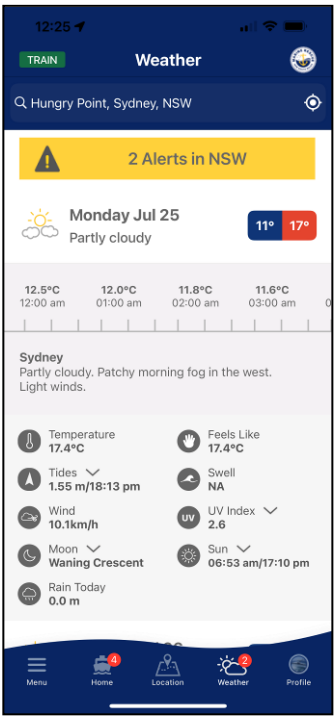 12:25
TRAIN
Weather
Hungry Point, Sydney, NSW
2 Alerts in NSW
Monday Jul 25
Partly cloudy
11° 17°
12.5°C 12.0°C 11.8°C 11.6°C
12:00 am 01:00 am 02:00 am 03:00 am 0
Sydney
Partly cloudy. Patchy morning fog in the west.
Light winds.
Temperature
17.4°C
Feels Like
17.4°C
Tides
1.55 m/18:13 pm
Swell
NA
Wind
10.1km/h
UV
UV Index
2.6
Moon
Waning Crescent
Sun
06:53 am/17:10 pm
Rain Today
0.0 m
4
2
Menu Home Location Weather Profile